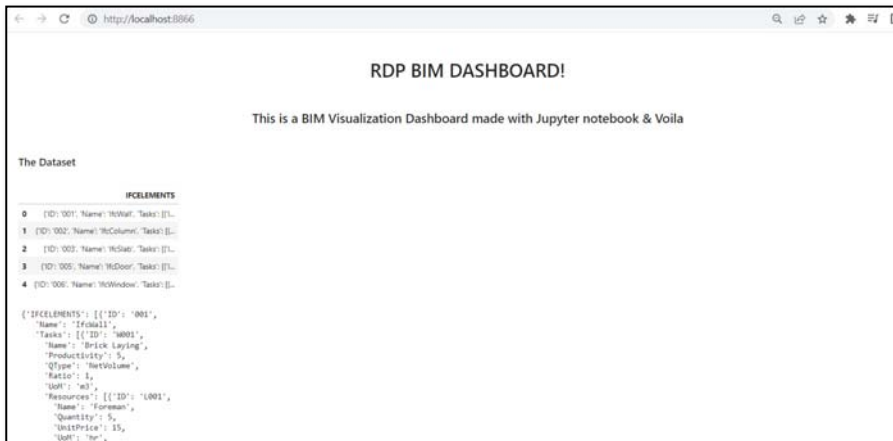 http://localhost:8866
RDP BIM DASHBOARD!
This is a BIM Visualization Dashboard made with Jupyter notebook & Voila
The Dataset
IFCELEMENTS
0 {'ID': '001', 'Name': 'IfcWall', 'Tasks': [{'I...
1 {'ID': '002', 'Name': 'IfcColumn', 'Tasks': [{...
2 {'ID': '003', 'Name': 'IfcSlab', 'Tasks': [{'I...
3 {'ID': '005', 'Name': 'IfcDoor', 'Tasks': [{'I...
4 {'ID': '006', 'Name': 'IfcWindow', 'Tasks': [{...
{'IFCELEMENTS': [{'ID': '001',
'Name': 'IfcWall',
'Tasks': [{'ID': 'W001',
'Name': 'Brick Laying',
'Productivity': 5,
'QType': 'NetVolume',
'Ratio': 1,
'UoM': 'm3',
'Resources': [{'ID': 'L001',
'Name': 'Foreman',
'Quantity': 5,
'UnitPrice': 15,
'UoM': 'hr',